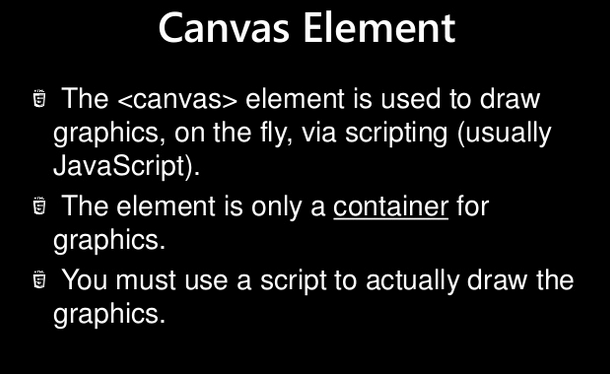 Canvas Element
The <canvas> element is used to draw
graphics, on the fly, via scripting (usually
JavaScript).
The element is only a container for
graphics.
You must use a script to actually draw the
graphics.